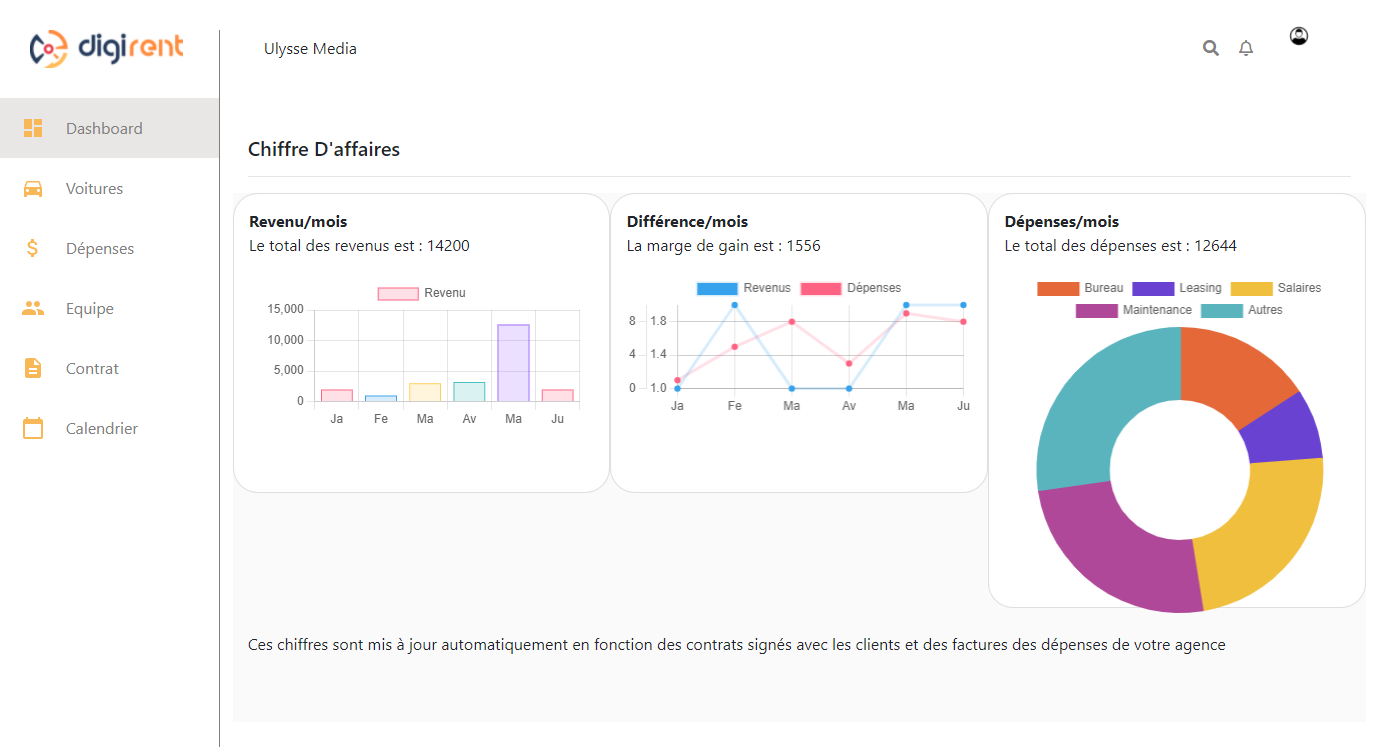 digirent
Ulysse Media
Dashboard
Voitures
Dépenses
Equipe
Contrat
Calendrier
Chiffre D'affaires
Revenu/mois
Le total des revenus est : 14200
Revenu
15,000
10,000
5,000
0
Ja Fe Ma Av Ma Ju
Différence/mois
La marge de gain est : 1556
Revenus Dépenses
8 1.8
4 1.4
0 1.0
Ja Fe Ma Av Ma Ju
Dépenses/mois
Le total des dépenses est : 12644
Bureau Leasing Salaires
Maintenance Autres
Ces chiffres sont mis à jour automatiquement en fonction des contrats signés avec les clients et des factures des dépenses de votre agence